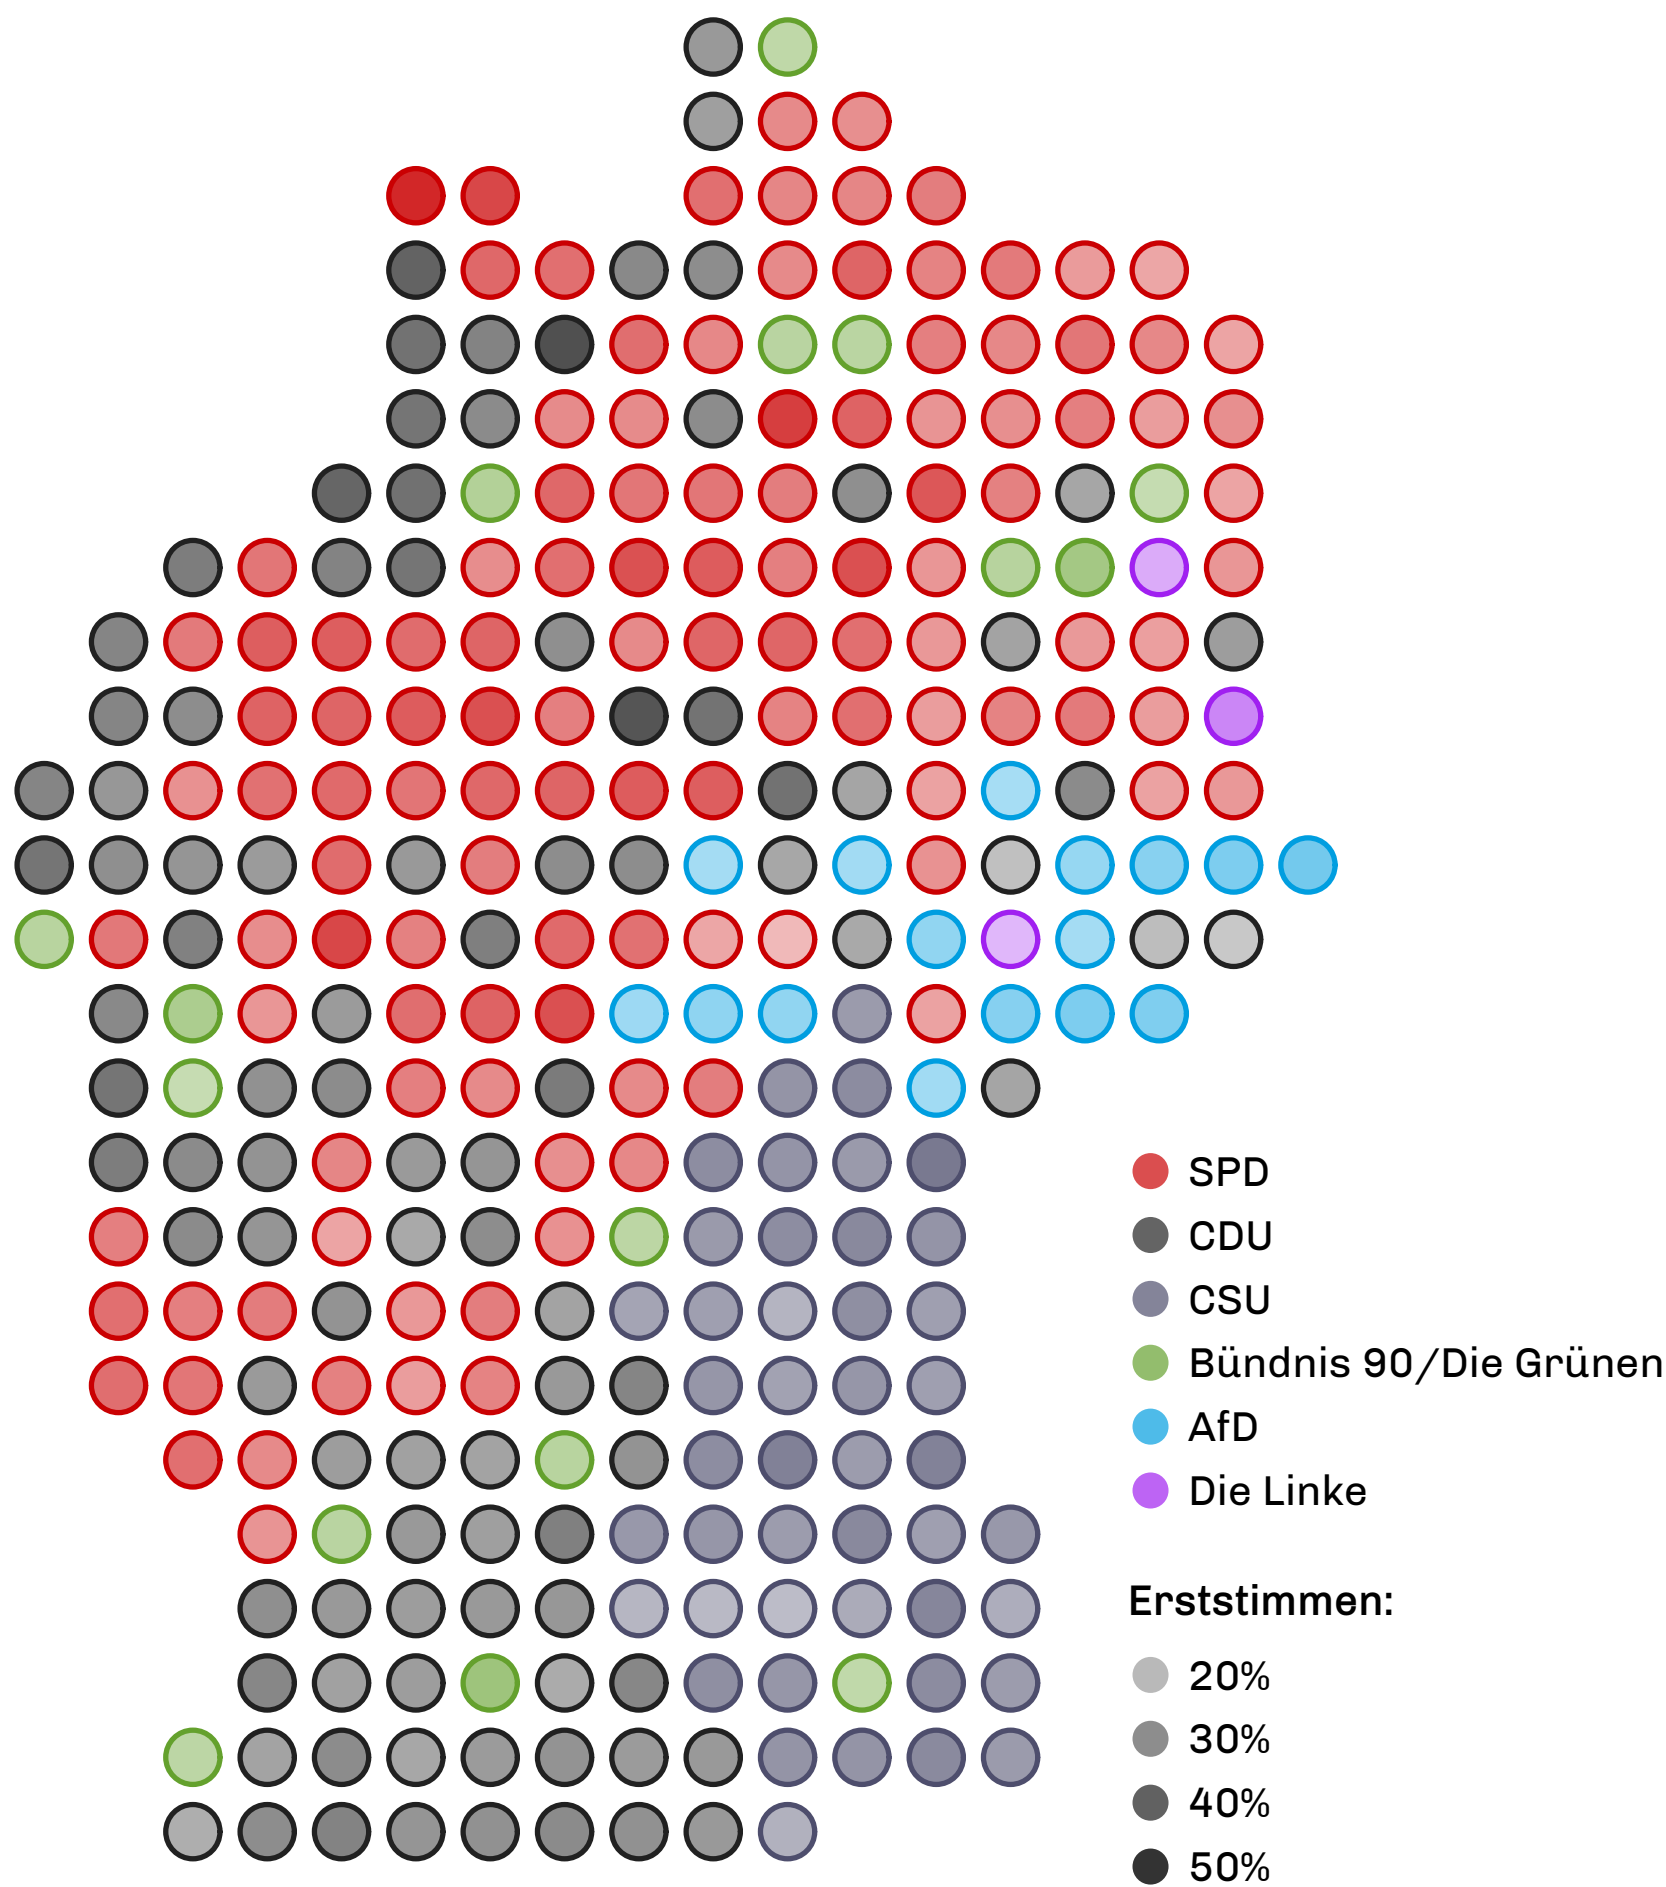 SPD
CDU
CSU
Bündnis 90/Die Grünen
AfD
Die Linke
Erststimmen:
20%
30%
40%
50%